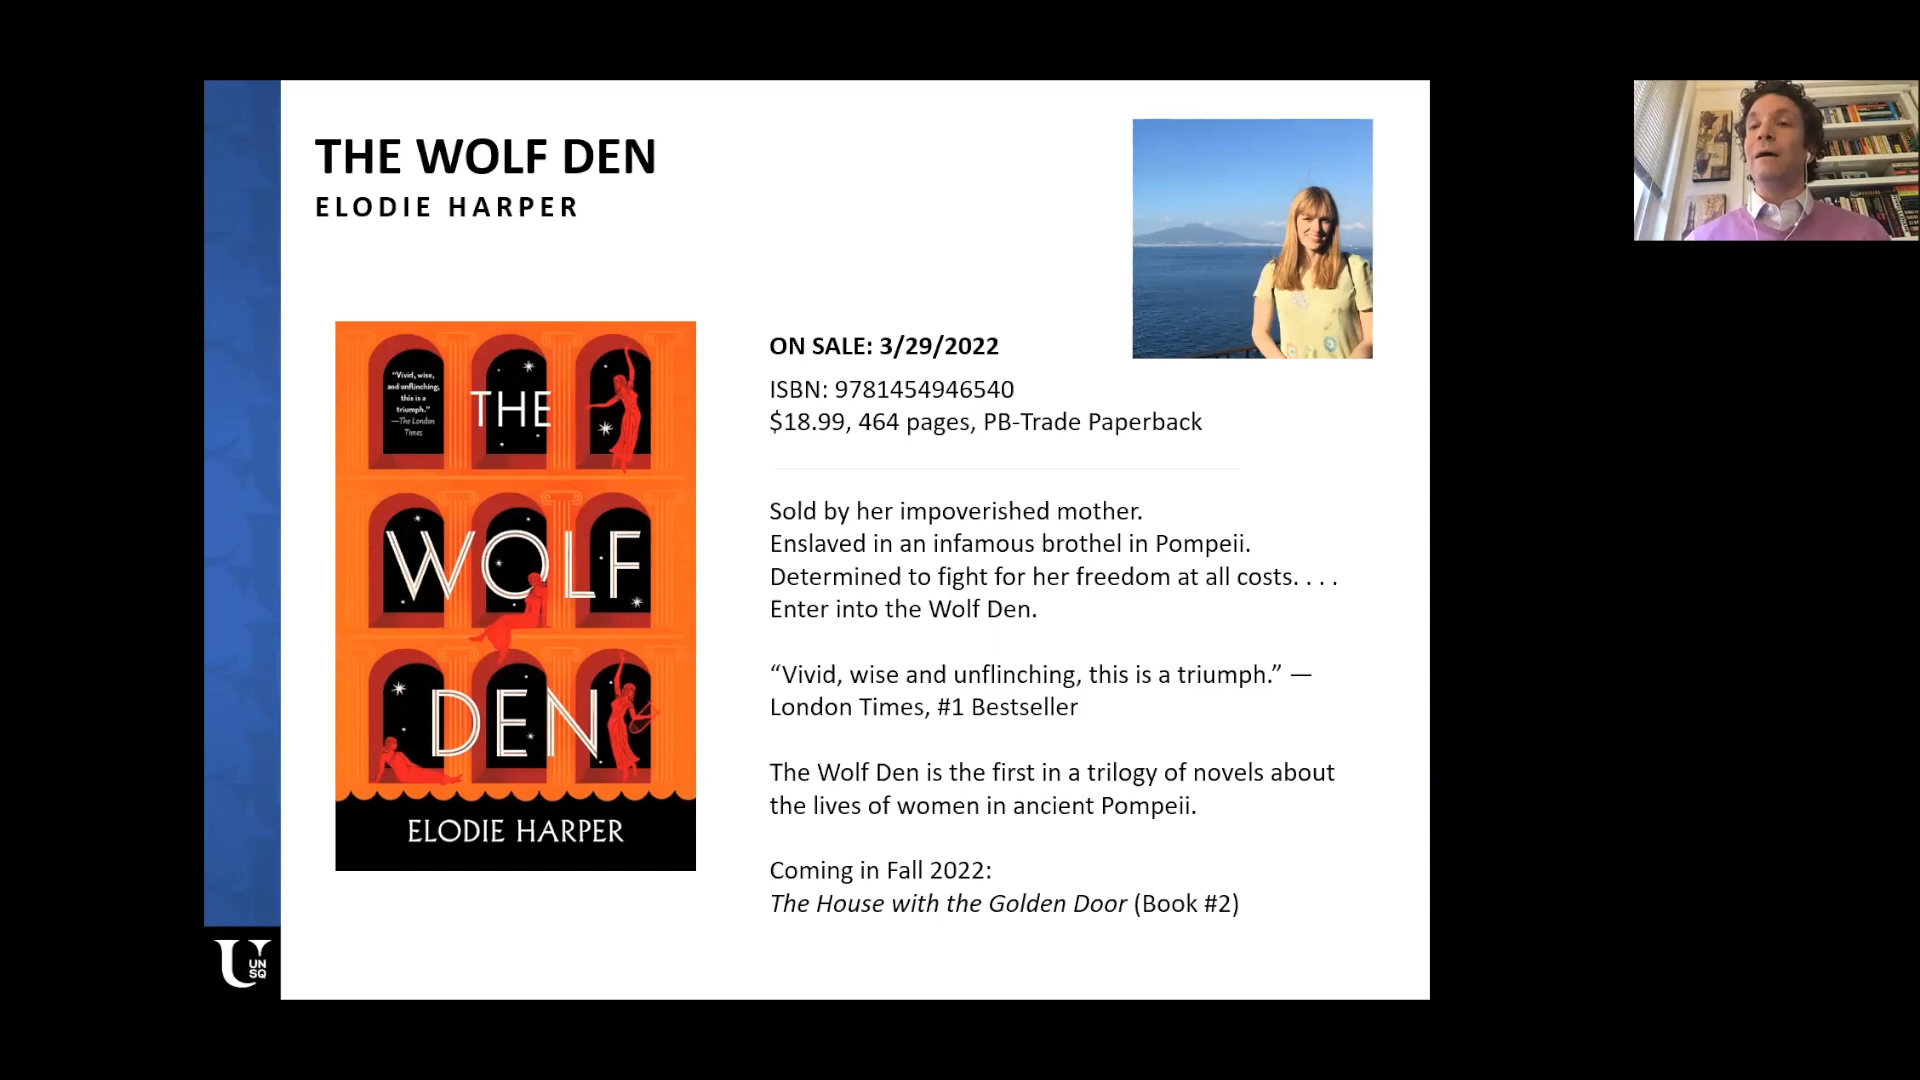 THE WOLF DEN
ELODIE HARPER
"Vivid, wise,
and unflinching,
this is a
triumph."
—The London
Times
THE
WOLF
DEN
ELODIE HARPER
ON SALE: 3/29/2022
ISBN: 9781454946540
$18.99, 464 pages, PB-Trade Paperback
Sold by her impoverished mother.
Enslaved in an infamous brothel in Pompeii.
Determined to fight for her freedom at all costs. . . .
Enter into the Wolf Den.
“Vivid, wise and unflinching, this is a triumph.” —
London Times, #1 Bestseller
The Wolf Den is the first in a trilogy of novels about
the lives of women in ancient Pompeii.
Coming in Fall 2022:
The House with the Golden Door (Book #2)
U
UN
SQ